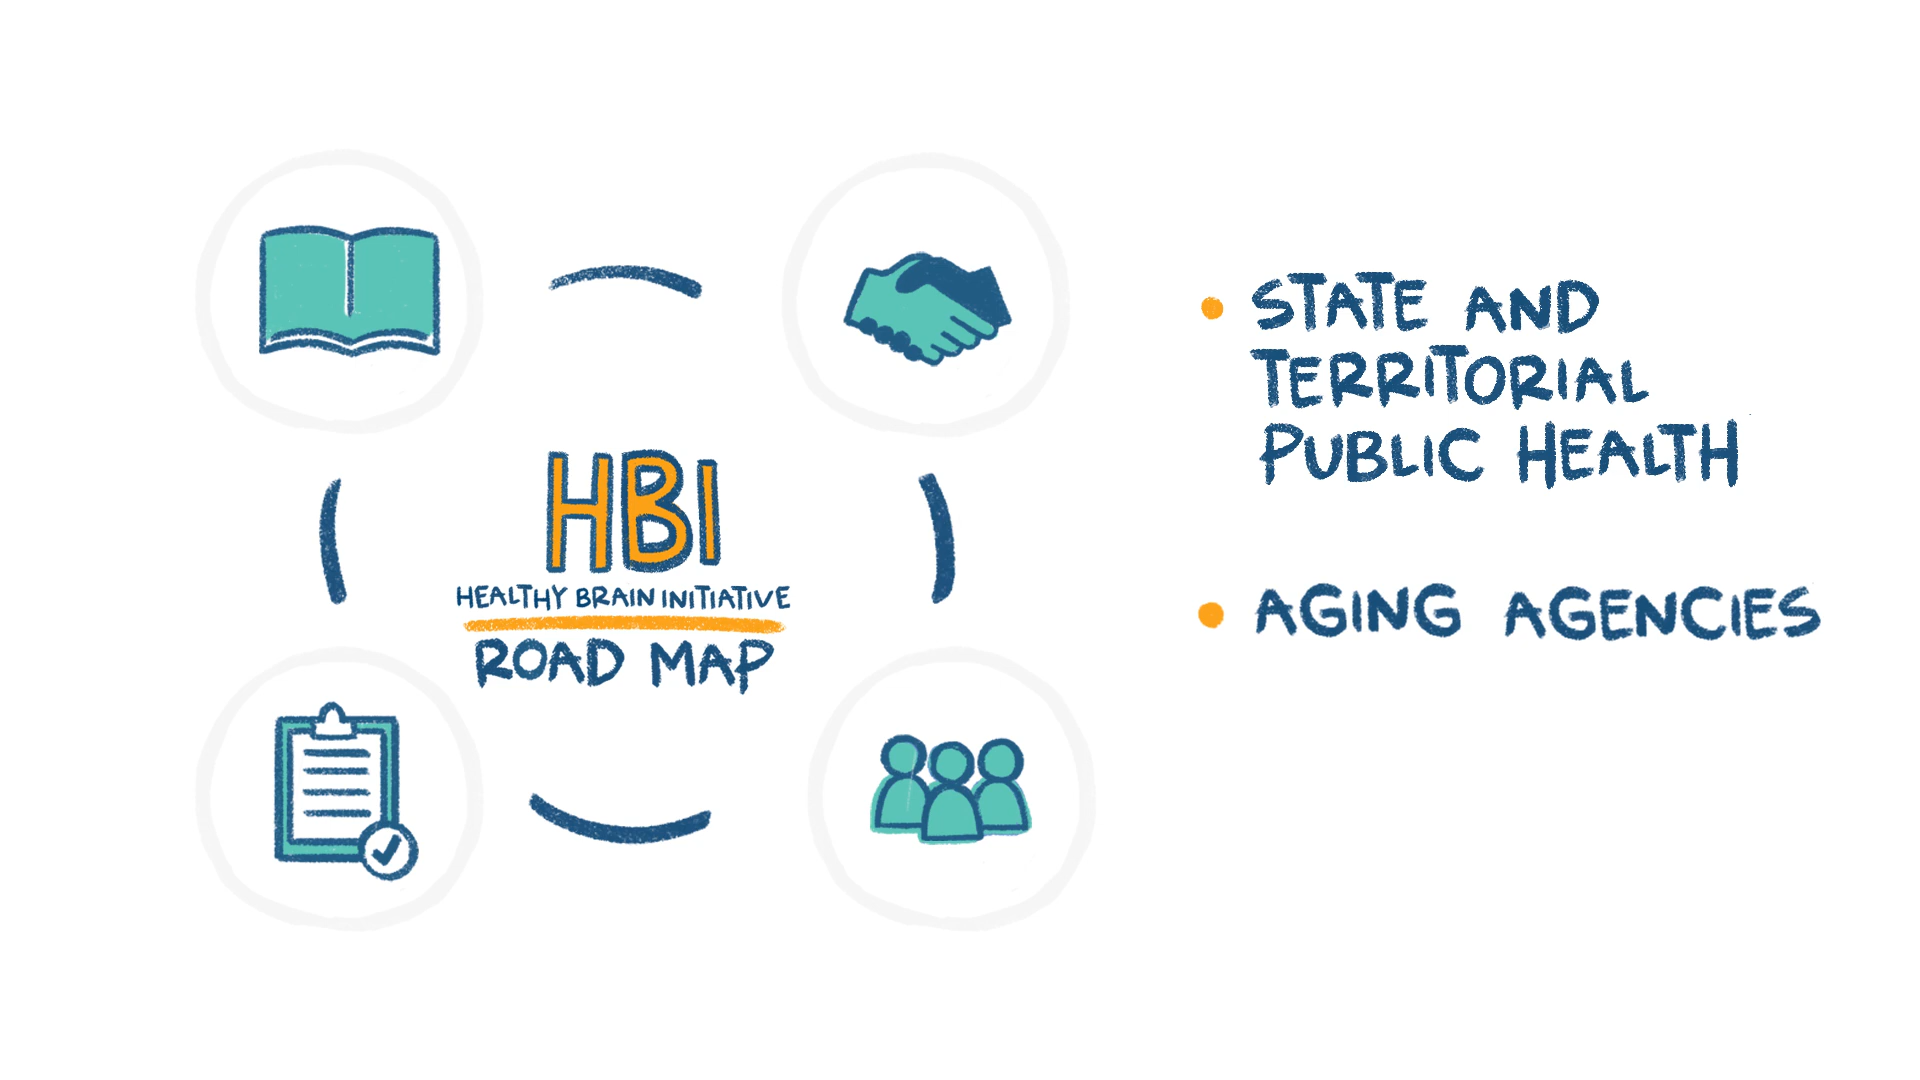 HBI
HEALTHY BRAIN INITIATIVE
ROAD MAP
STATE AND
TERRITORIAL
PUBLIC HEALTH
AGING AGENCIES